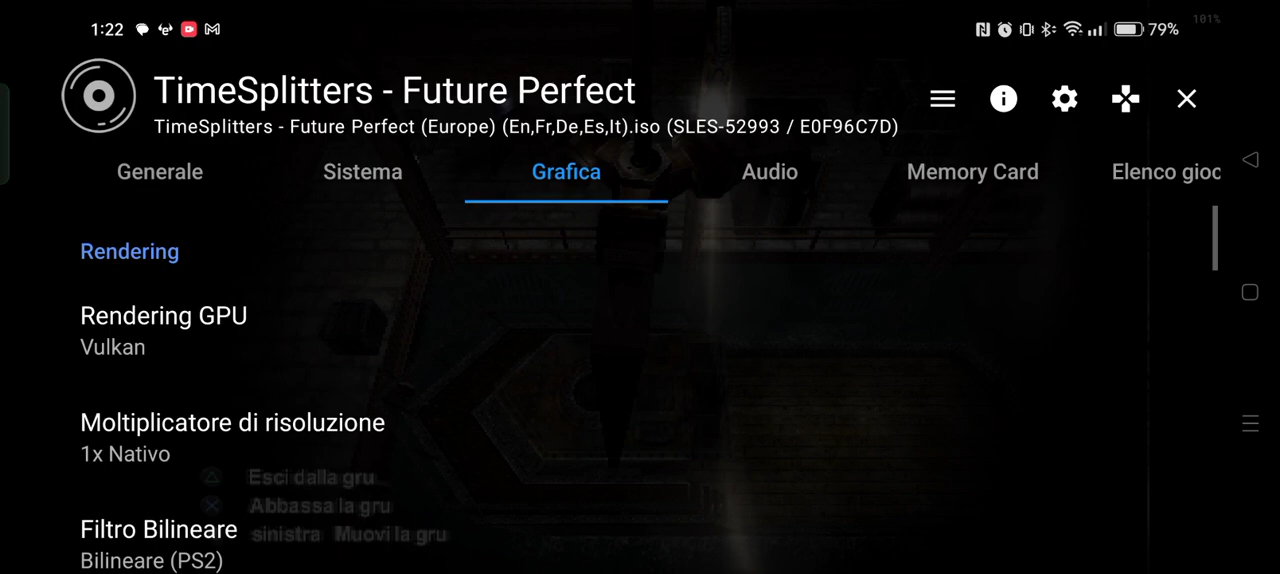 1:22
79%
101%
TimeSplitters - Future Perfect
TimeSplitters - Future Perfect (Europe) (En,Fr,De,Es,It).iso (SLES-52993 / E0F96C7D)
Generale Sistema Grafica Audio Memory Card Elenco gioc
Rendering
Rendering GPU
Vulkan
Moltiplicatore di risoluzione
1x Nativo
Esci dalla gru
Abbassa la gru
sinistra Muovi la gru
Filtro Bilineare
Bilineare (PS2)